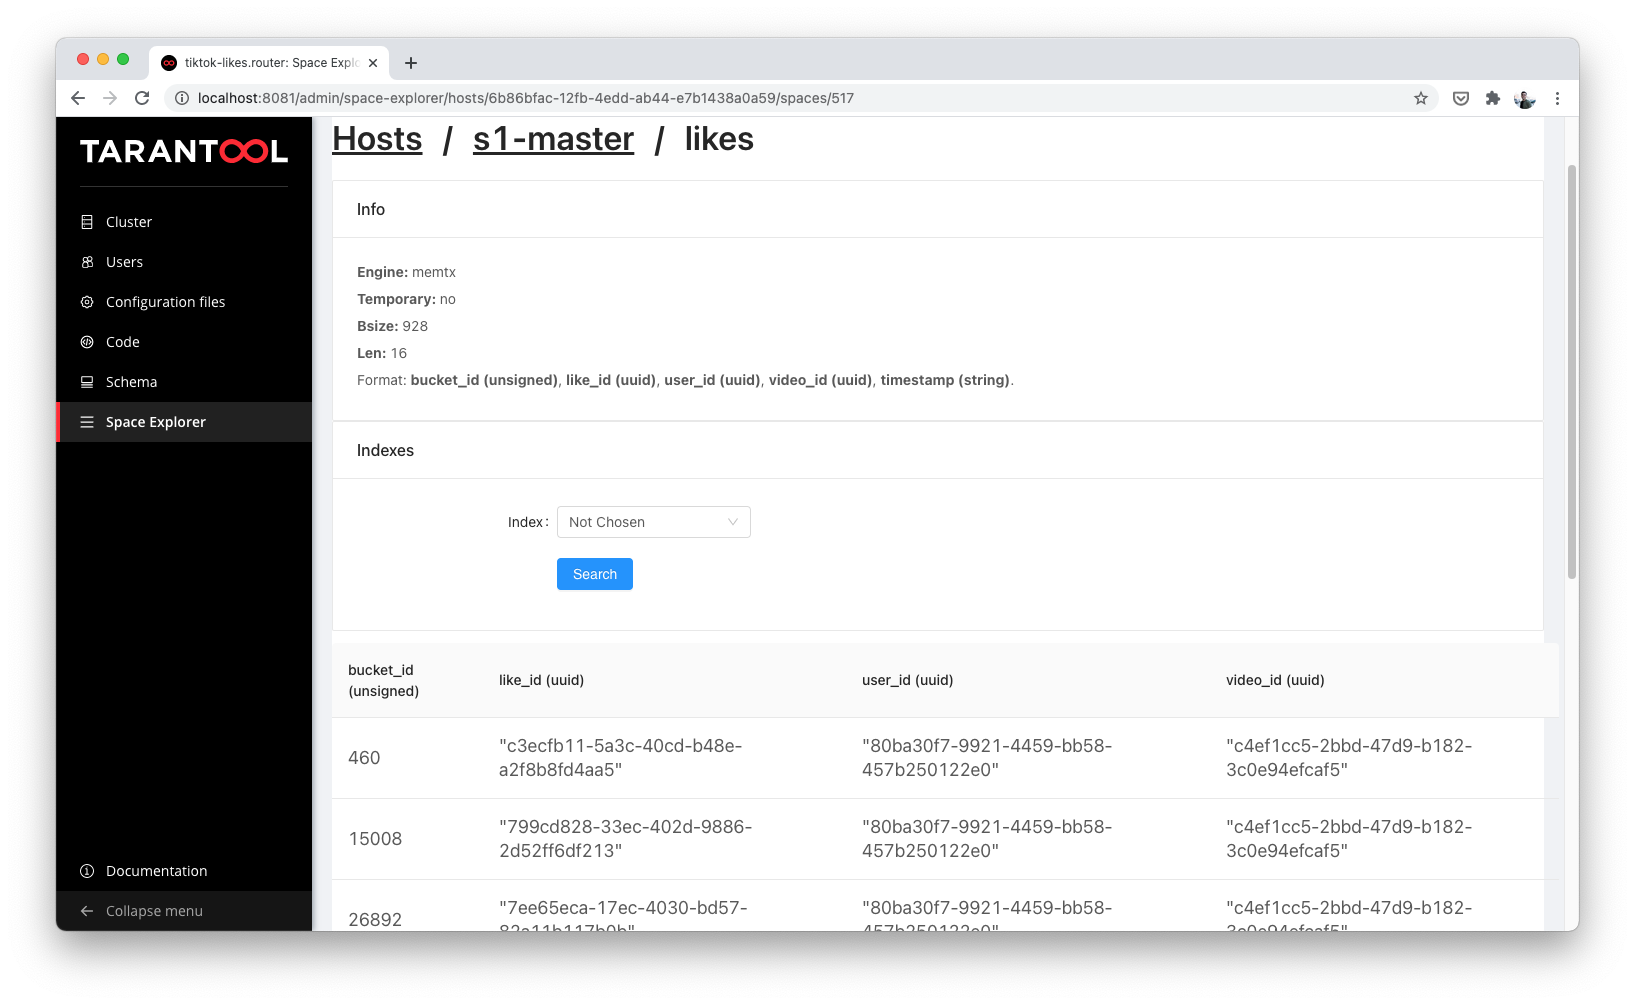 tiktok-likes.router: Space Explo
localhost:8081/admin/space-explorer/hosts/6b86bfac-12fb-4edd-ab44-e7b1438a0a59/spaces/517
TARANTOOL
Cluster
Users
Configuration files
Code
Schema
Space Explorer
Documentation
Collapse menu
Hosts / s1-master / likes
Info
Engine: memtx
Temporary: no
Bsize: 928
Len: 16
Format: bucket_id (unsigned), like_id (uuid), user_id (uuid), video_id (uuid), timestamp (string).
Indexes
Index: Not Chosen
Search
bucket_id
(unsigned)
like_id (uuid)
user_id (uuid)
video_id (uuid)
460
"c3ecfb11-5a3c-40cd-b48e-
a2f8b8fd4aa5"
"80ba30f7-9921-4459-bb58-
457b250122e0"
"c4ef1cc5-2bbd-47d9-b182-
3c0e94efcaf5"
15008
"799cd828-33ec-402d-9886-
2d52ff6df213"
"80ba30f7-9921-4459-bb58-
457b250122e0"
"c4ef1cc5-2bbd-47d9-b182-
3c0e94efcaf5"
26892
"7ee65eca-17ec-4030-bd57-
"80ba30f7-9921-4459-bb58-
457b250122e0"
"c4ef1cc5-2bbd-47d9-b182-
3c0e94efcaf5"